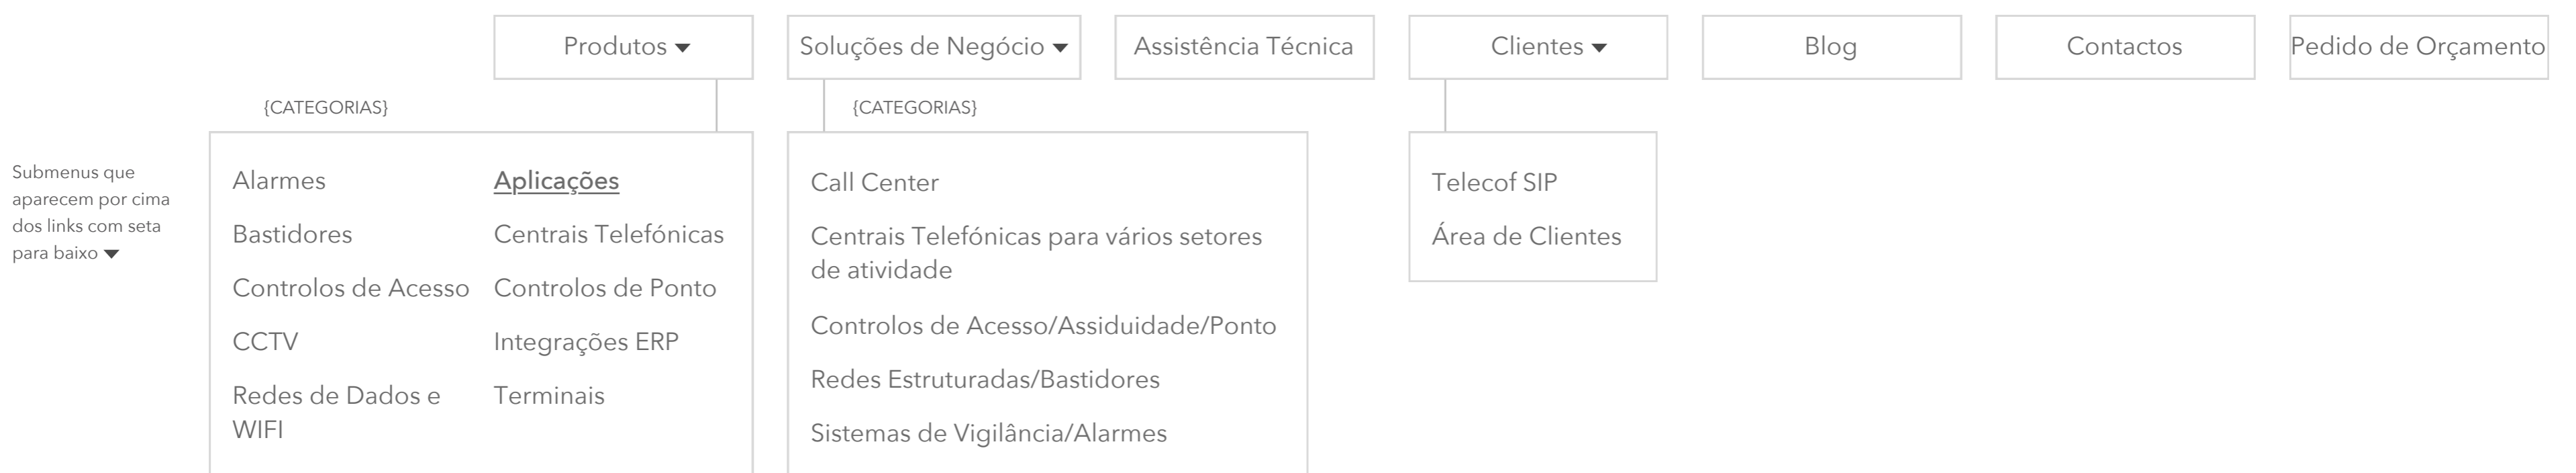 Produtos
Soluções de Negócio
Assistência Técnica
Clientes
Blog
Contactos
Pedido de Orçamento
{CATEGORIAS}
{CATEGORIAS}
Submenus que
aparecem por cima
dos links com seta
para baixo
Alarmes
Bastidores
Controlos de Acesso
CCTV
Redes de Dados e
WIFI
Aplicações
Centrais Telefónicas
Controlos de Ponto
Integrações ERP
Terminais
Call Center
Centrais Telefónicas para vários setores
de atividade
Controlos de Acesso/Assiduidade/Ponto
Redes Estruturadas/Bastidores
Sistemas de Vigilância/Alarmes
Telecof SIP
Área de Clientes